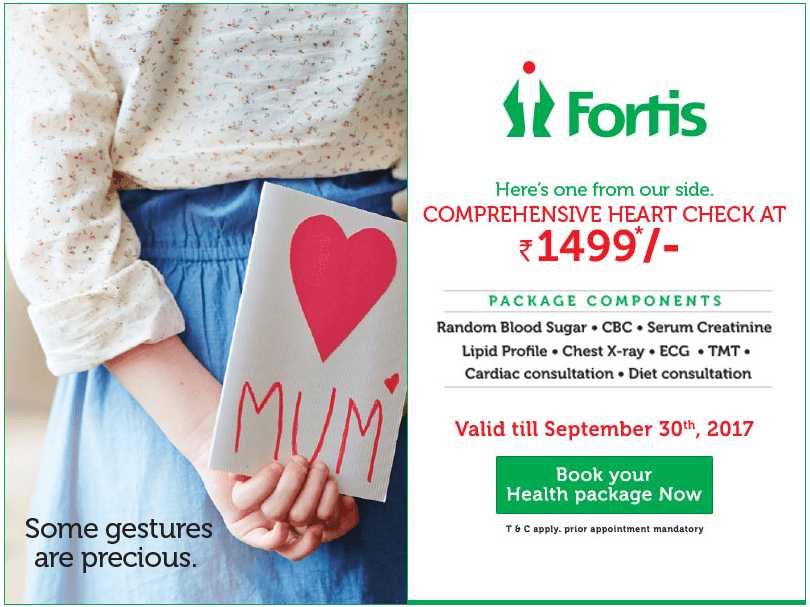 MUM
Some gestures
are precious.
Fortis
Here's one from our side.
COMPREHENSIVE HEART CHECK AT
₹1499*/-
PACKAGE COMPONENTS
Random Blood Sugar • CBC • Serum Creatinine
Lipid Profile • Chest X-ray • ECG • TMT •
Cardiac consultation • Diet consultation
Valid till September 30th, 2017
Book your
Health package Now
T & C apply. prior appointment mandatory